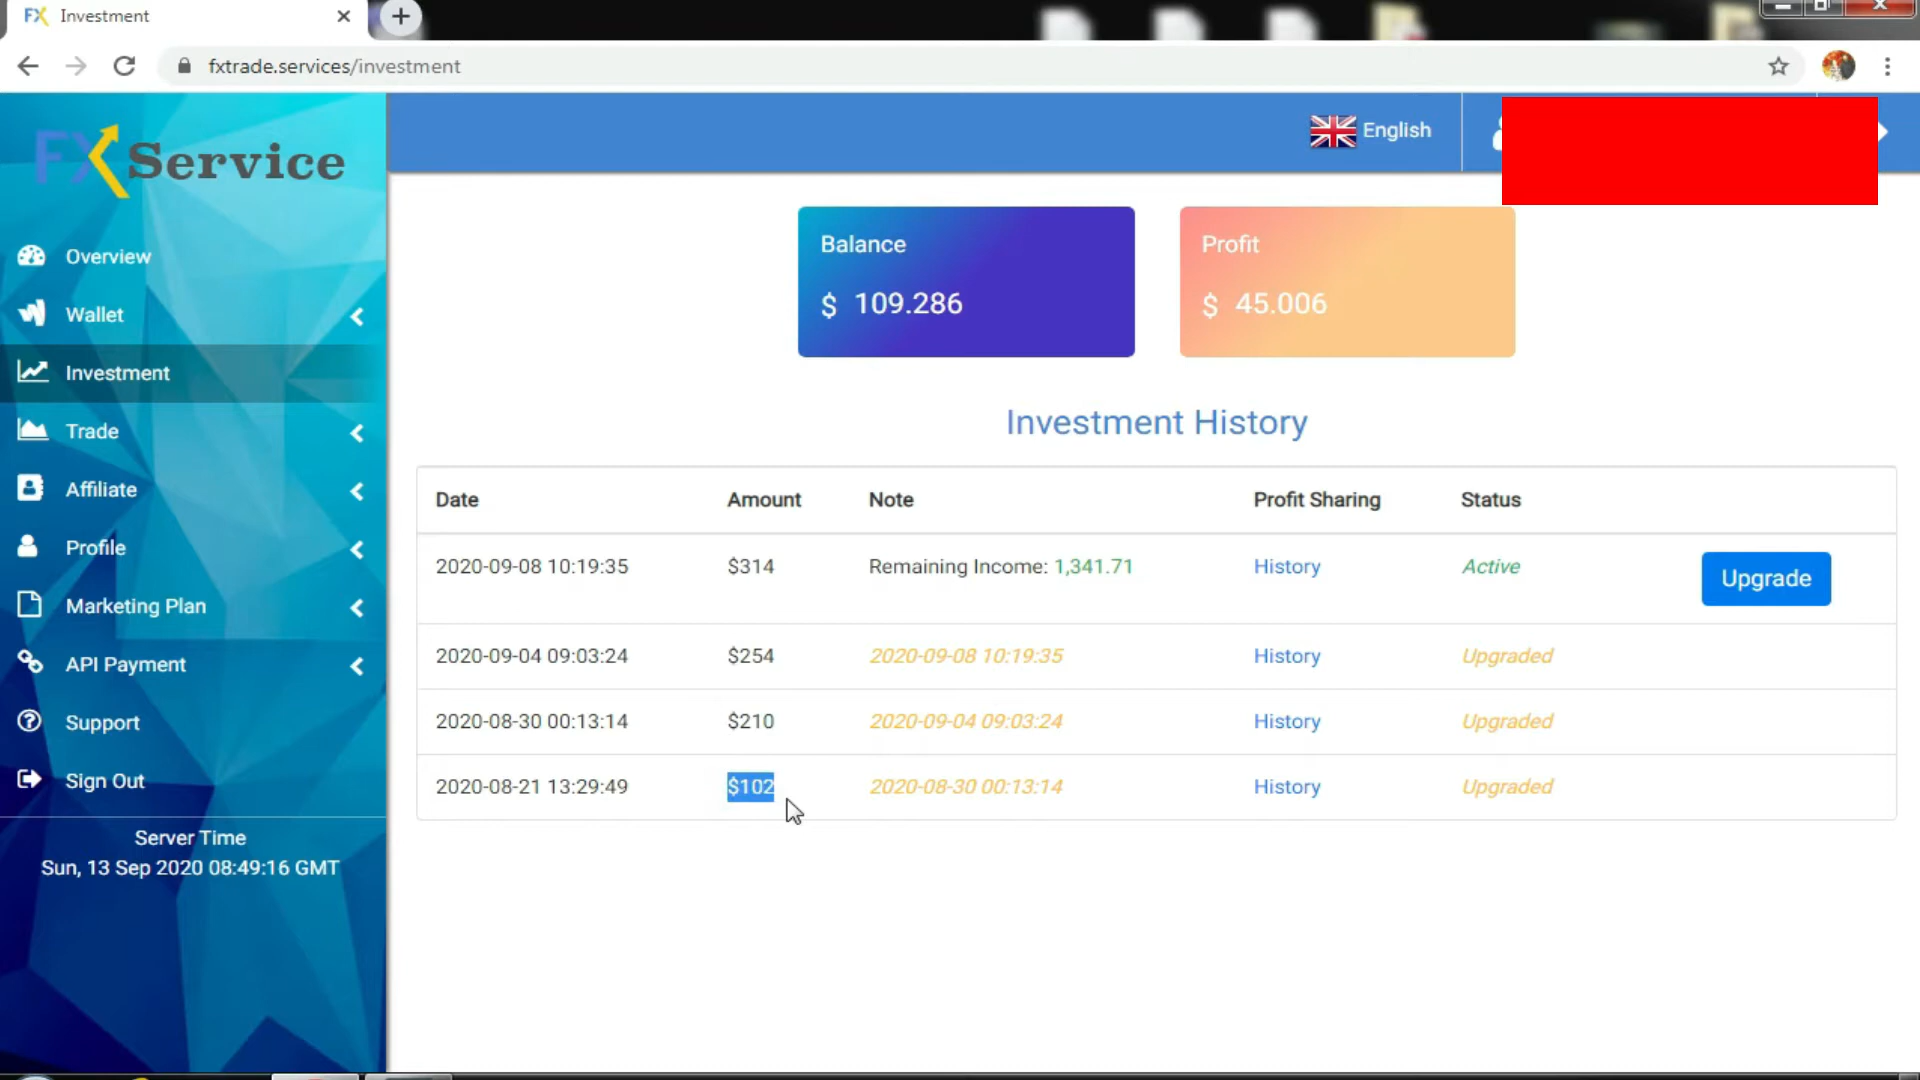 Investment
fxtrade.services/investment
FX Service
English
Overview
Wallet
Investment
Trade
Affiliate
Profile
Marketing Plan
API Payment
Support
Sign Out
Server Time
Sun, 13 Sep 2020 08:49:16 GMT
Balance
$ 109.286
Profit
$ 45.006
Investment History
Date Amount Note Profit Sharing Status
2020-09-08 10:19:35 $314 Remaining Income: 1,341.71 History Active Upgrade
2020-09-04 09:03:24 $254 2020-09-08 10:19:35 History Upgraded
2020-08-30 00:13:14 $210 2020-09-04 09:03:24 History Upgraded
2020-08-21 13:29:49 $102 2020-08-30 00:13:14 History Upgraded